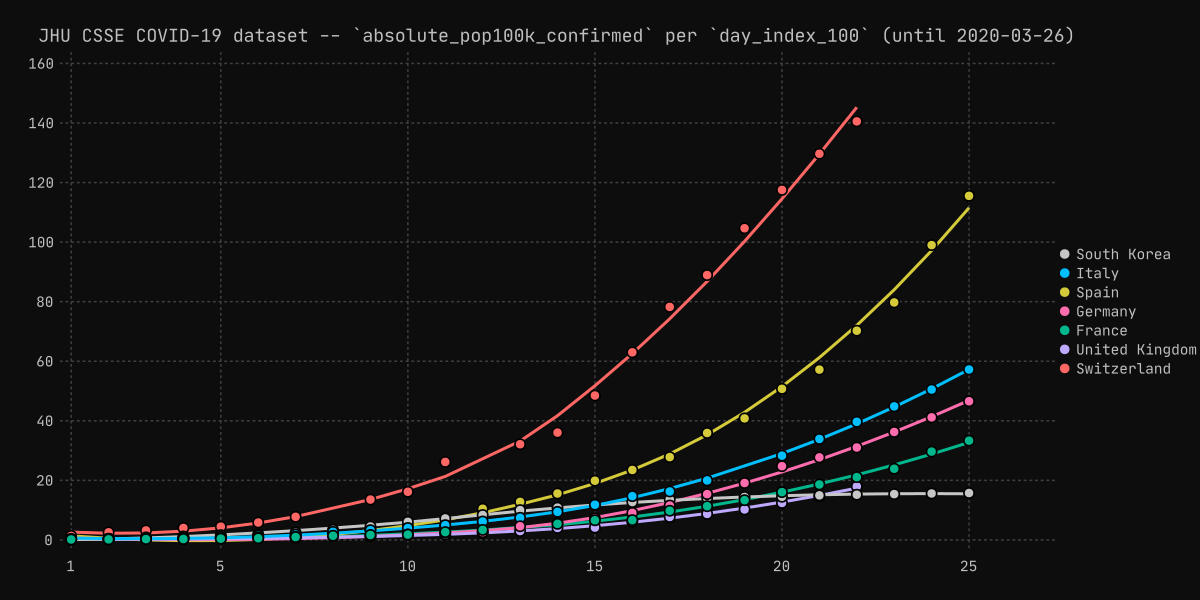 JHU CSSE COVID-19 dataset -- `absolute_pop100k_confirmed` per `day_index_100` (until 2020-03-26)
160
140
120
100
80
60
40
20
0
1 5 10 15 20 25
South Korea
Italy
Spain
Germany
France
United Kingdom
Switzerland